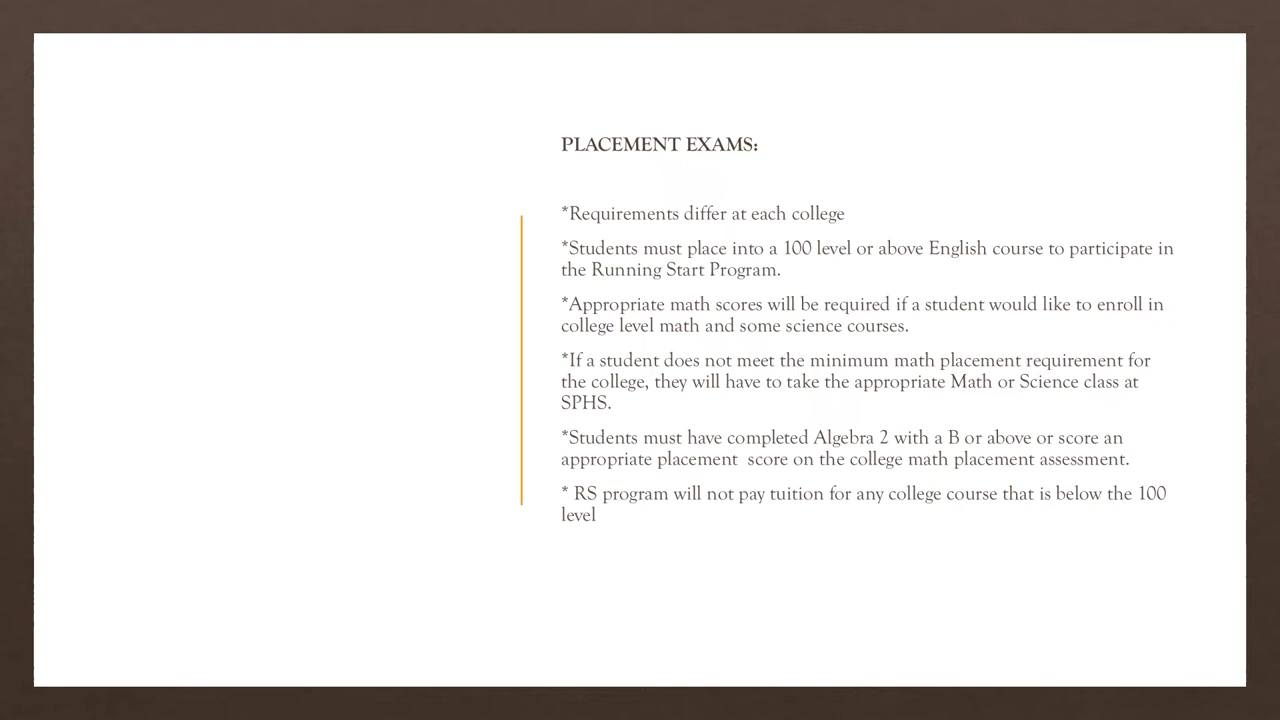 PLACEMENT EXAMS:
*Requirements differ at each college
*Students must place into a 100 level or above English course to participate in
the Running Start Program.
*Appropriate math scores will be required if a student would like to enroll in
college level math and some science courses.
*If a student does not meet the minimum math placement requirement for
the college, they will have to take the appropriate Math or Science class at
SPHS.
*Students must have completed Algebra 2 with a B or above or score an
appropriate placement  score on the college math placement assessment.
* RS program will not pay tuition for any college course that is below the 100
level